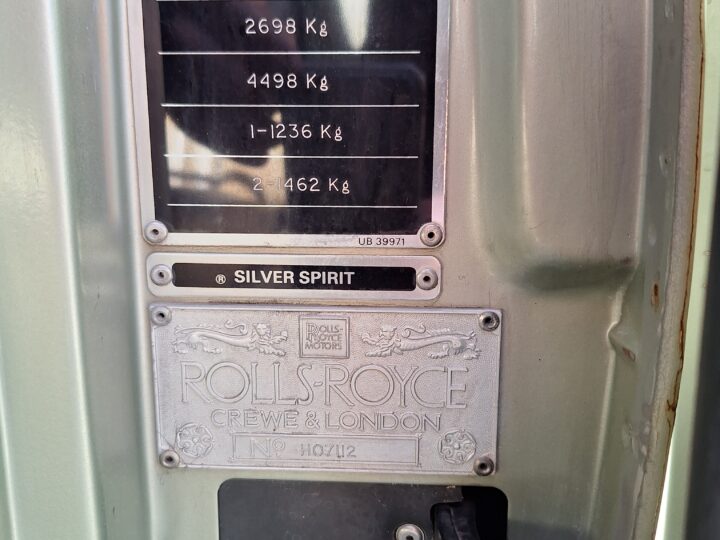 2698 Kg
4498 Kg
1-1236 Kg
2-1462 Kg
UB 39971
® SILVER SPIRIT
ROLLS-
ROYCE
MOTORS
ROLLS-ROYCE
CREWE & LONDON
Nº H07112